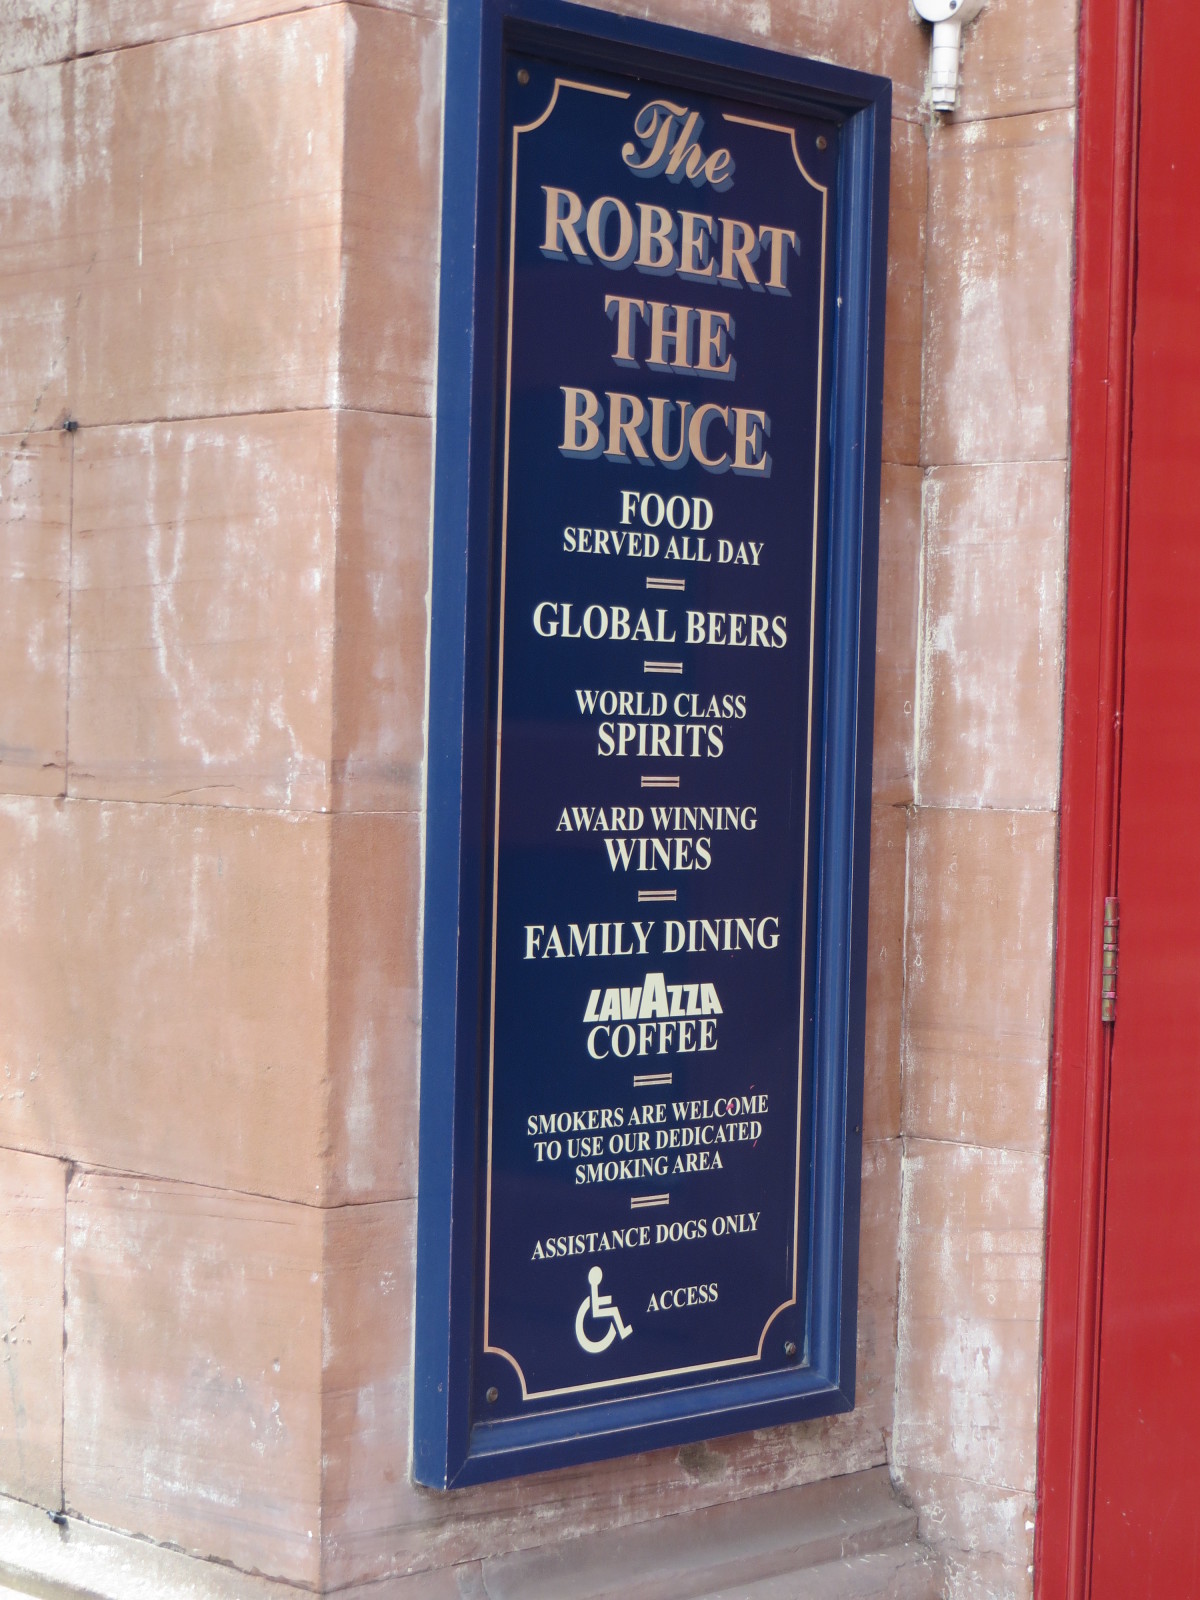 The
ROBERT
THE
BRUCE
FOOD
SERVED ALL DAY
GLOBAL BEERS
WORLD CLASS
SPIRITS
AWARD WINNING
WINES
FAMILY DINING
LAVAZZA
COFFEE
SMOKERS ARE WELCOME
TO USE OUR DEDICATED
SMOKING AREA
ASSISTANCE DOGS ONLY
ACCESS